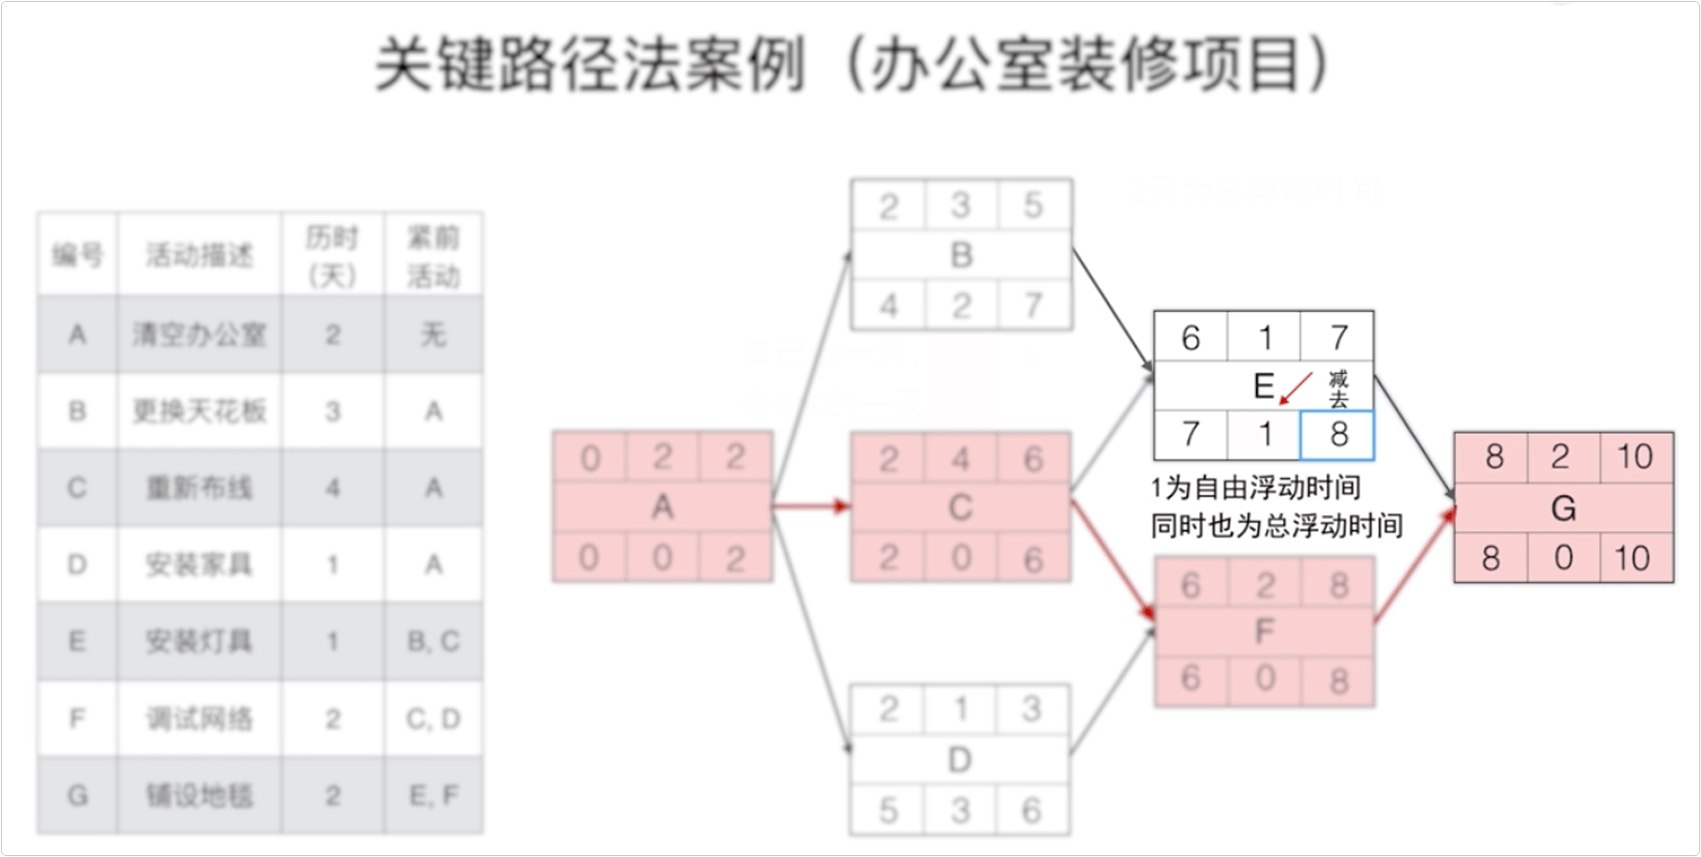 关键路径法案例（办公室装修项目）
编号 活动描述 历时（天） 紧前活动
A 清空办公室 2 无
B 更换天花板 3 A
C 重新布线 4 A
D 安装家具 1 A
E 安装灯具 1 B, C
F 调试网络 2 C, D
G 铺设地毯 2 E, F
0 2 2
A
0 0 2
2 3 5
B
4 2 7
2 4 6
C
2 0 6
2 1 3
D
5 3 6
6 1 7
E 减去
7 1 8
1为自由浮动时间
同时也为总浮动时间
6 2 8
F
6 0 8
8 2 10
G
8 0 10